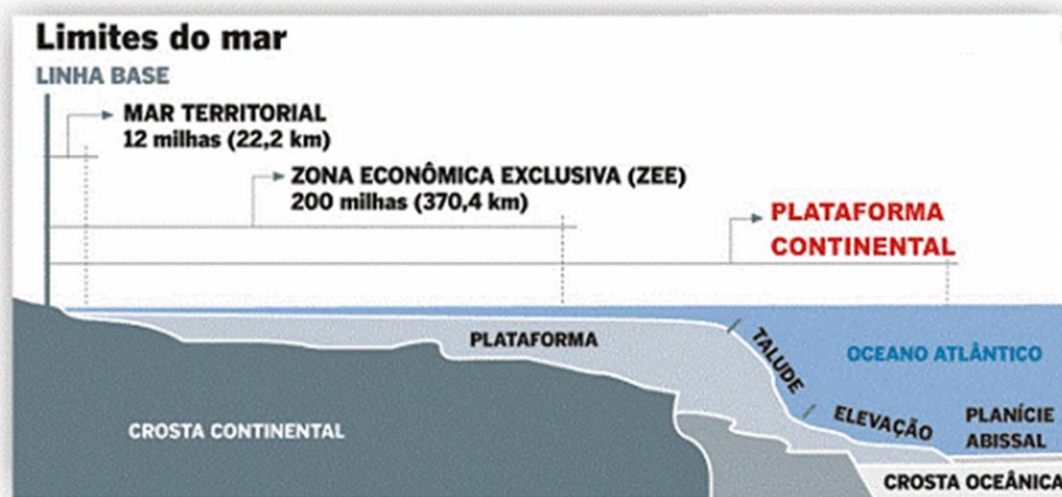 Limites do mar
LINHA BASE
MAR TERRITORIAL
12 milhas (22,2 km)
ZONA ECONÔMICA EXCLUSIVA (ZEE)
200 milhas (370,4 km)
PLATAFORMA
CONTINENTAL
PLATAFORMA
TALUDE
OCEANO ATLÂNTICO
ELEVAÇÃO
PLANÍCIE
ABISSAL
CROSTA CONTINENTAL
CROSTA OCEÂNICA